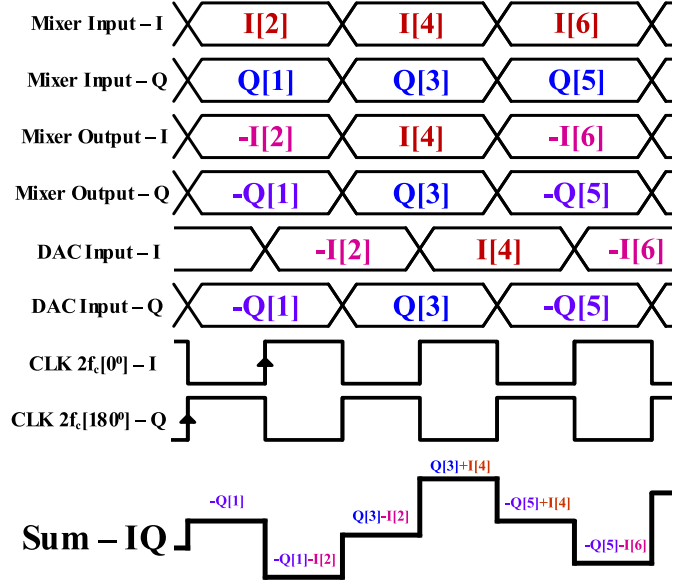 Mixer Input – I I[2] I[4] I[6]
Mixer Input – Q Q[1] Q[3] Q[5]
Mixer Output – I -I[2] I[4] -I[6]
Mixer Output – Q -Q[1] Q[3] -Q[5]
DAC Input – I -I[2] I[4] -I[6]
DAC Input – Q -Q[1] Q[3] -Q[5]
CLK 2fc[0⁰] – I
CLK 2fc[180⁰] – Q
Sum – IQ -Q[1] -Q[1]-I[2] Q[3]-I[2] Q[3]+I[4] -Q[5]+I[4] -Q[5]-I[6]